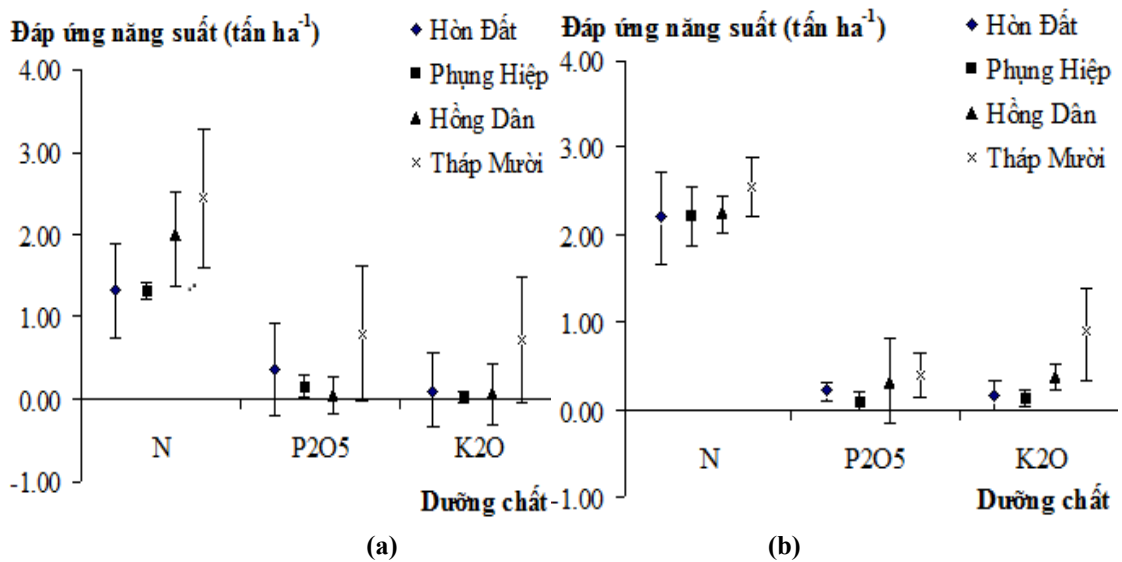 Đáp ứng năng suất (tấn ha⁻¹)
Hòn Đất
Phụng Hiệp
Hồng Dân
Tháp Mười
4.00
3.00
2.00
1.00
0.00
-1.00
N
P2O5
K2O
Dưỡng chất
(a)
Đáp ứng năng suất (tấn ha⁻¹)
Hòn Đất
Phụng Hiệp
Hồng Dân
Tháp Mười
4.00
3.00
2.00
1.00
0.00
-1.00
N
P2O5
K2O
Dưỡng chất
(b)